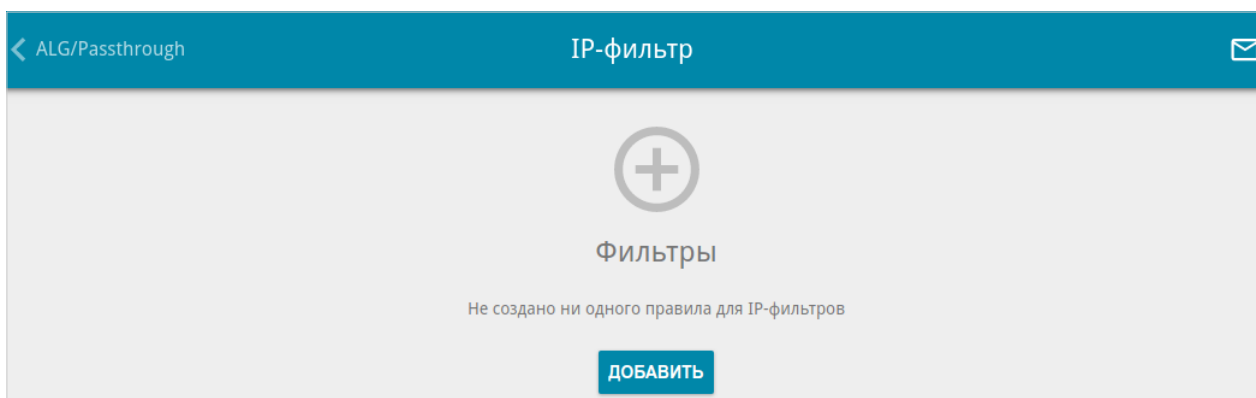 ALG/Passthrough
IP-фильтр
Фильтры
Не создано ни одного правила для IP-фильтров
ДОБАВИТЬ